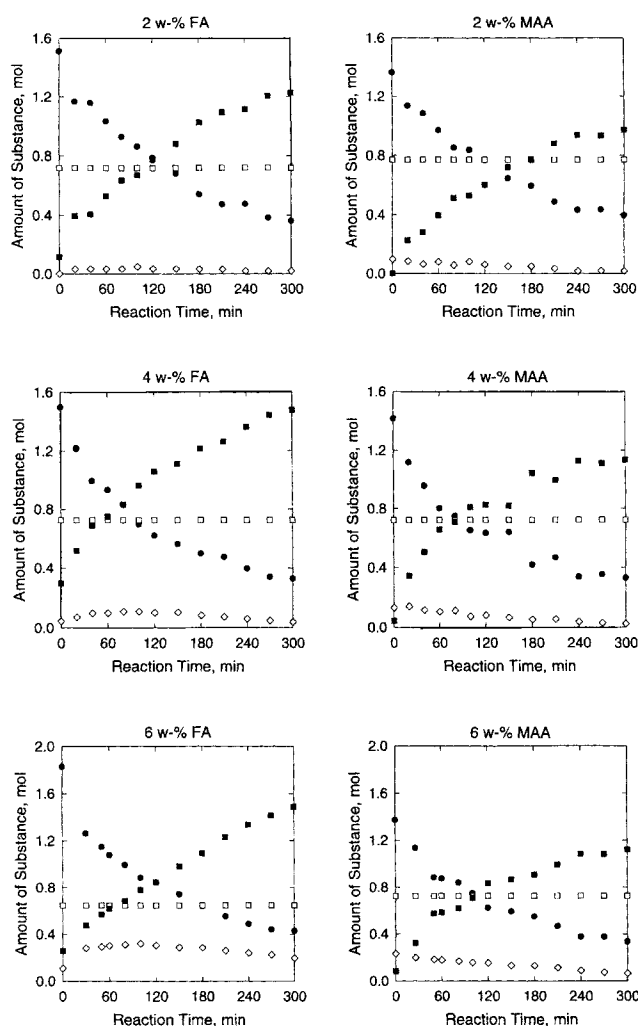 2 w-% FA
Amount of Substance, mol
1.6
1.2
0.8
0.4
0.0
0 60 120 180 240 300
Reaction Time, min
2 w-% MAA
Amount of Substance, mol
1.6
1.2
0.8
0.4
0.0
0 60 120 180 240 300
Reaction Time, min
4 w-% FA
Amount of Substance, mol
1.6
1.2
0.8
0.4
0.0
0 60 120 180 240 300
Reaction Time, min
4 w-% MAA
Amount of Substance, mol
1.6
1.2
0.8
0.4
0.0
0 60 120 180 240 300
Reaction Time, min
6 w-% FA
Amount of Substance, mol
2.0
1.6
1.2
0.8
0.4
0.0
0 60 120 180 240 300
Reaction Time, min
6 w-% MAA
Amount of Substance, mol
2.0
1.6
1.2
0.8
0.4
0.0
0 60 120 180 240 300
Reaction Time, min